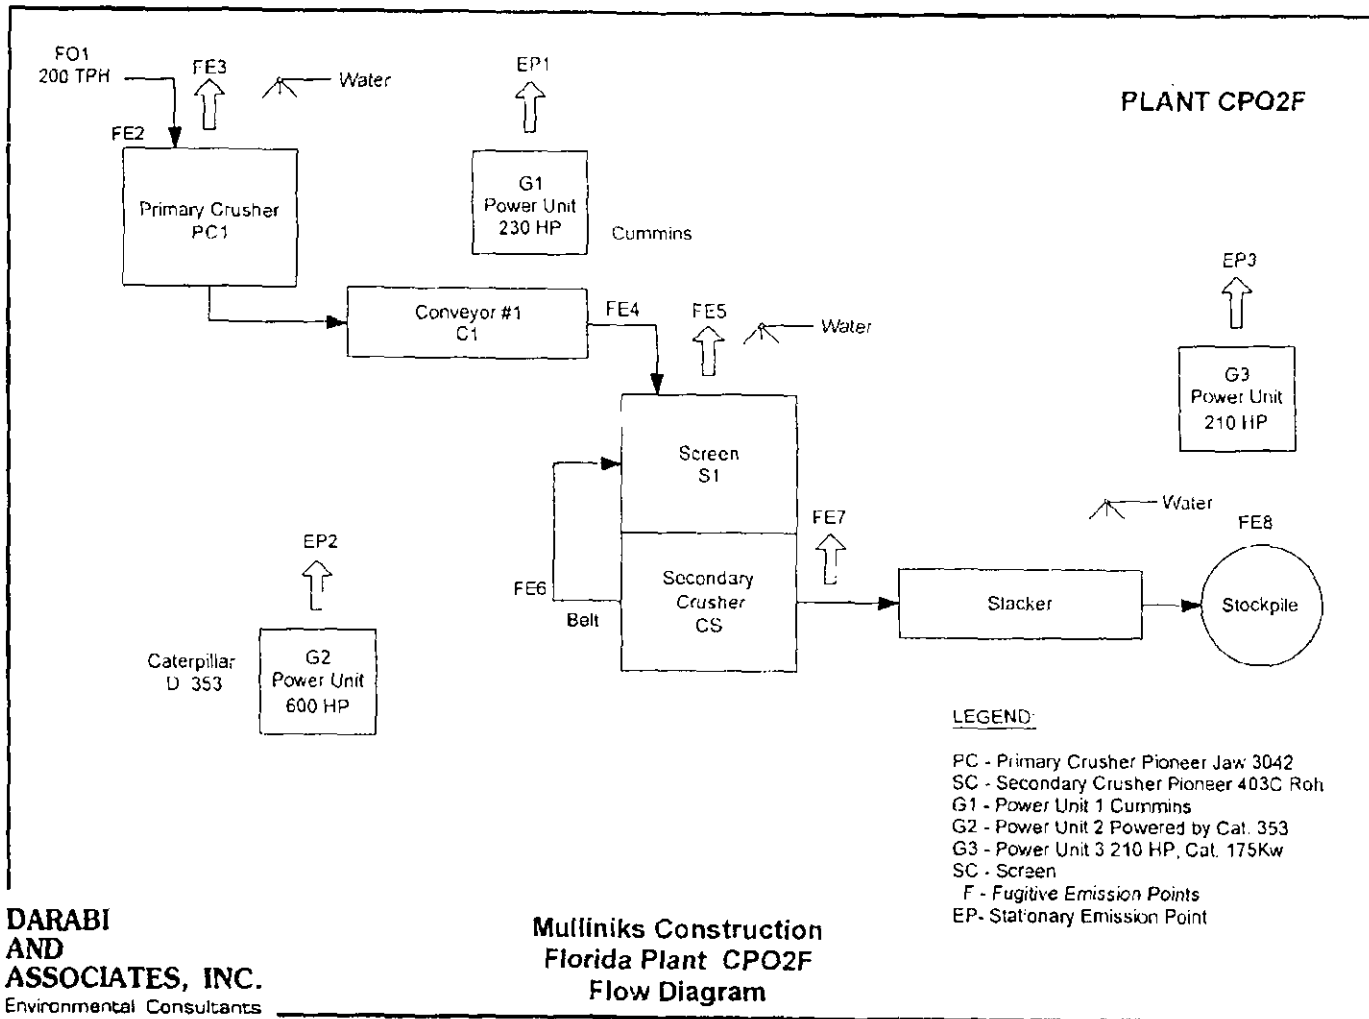 FO1
200 TPH
FE3
Water
EP1
PLANT CPO2F
FE2
Primary Crusher
PC1
G1
Power Unit
230 HP
Cummins
EP3
Conveyor #1
C1
FE4
FE5
Water
G3
Power Unit
210 HP
Screen
S1
Water
FE7
FE8
EP2
FE6
Belt
Secondary
Crusher
CS
Stacker
Stockpile
Caterpillar
D 353
G2
Power Unit
600 HP
LEGEND:
PC - Primary Crusher Pioneer Jaw 3042
SC - Secondary Crusher Pioneer 403C Roh
G1 - Power Unit 1 Cummins
G2 - Power Unit 2 Powered by Cat. 353
G3 - Power Unit 3 210 HP, Cat. 175Kw
SC - Screen
F - Fugitive Emission Points
EP- Stationary Emission Point
DARABI
AND
ASSOCIATES, INC.
Environmental Consultants
Mulliniks Construction
Florida Plant CPO2F
Flow Diagram